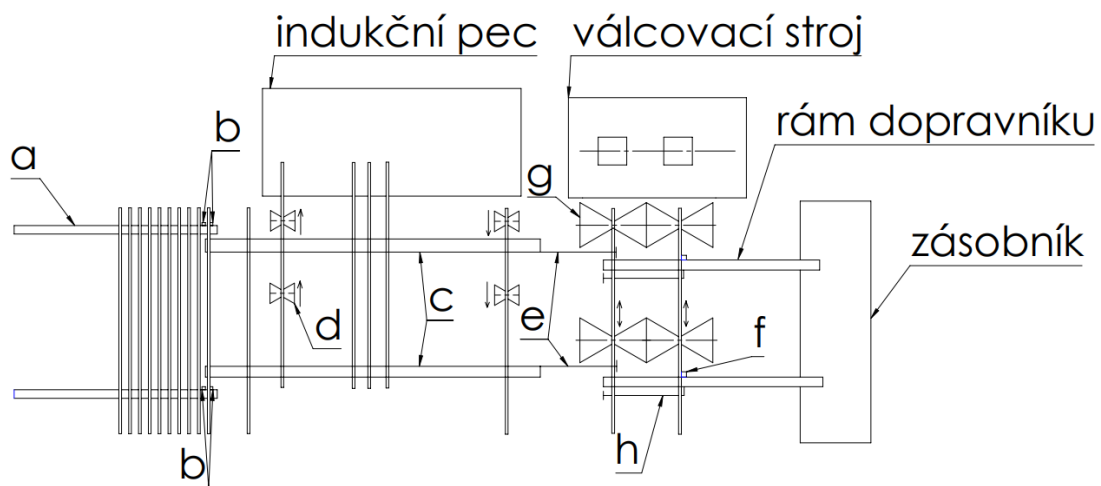 indukční pec
válcovací stroj
rám dopravníku
b
a
g
zásobník
c
d
e
f
h
b